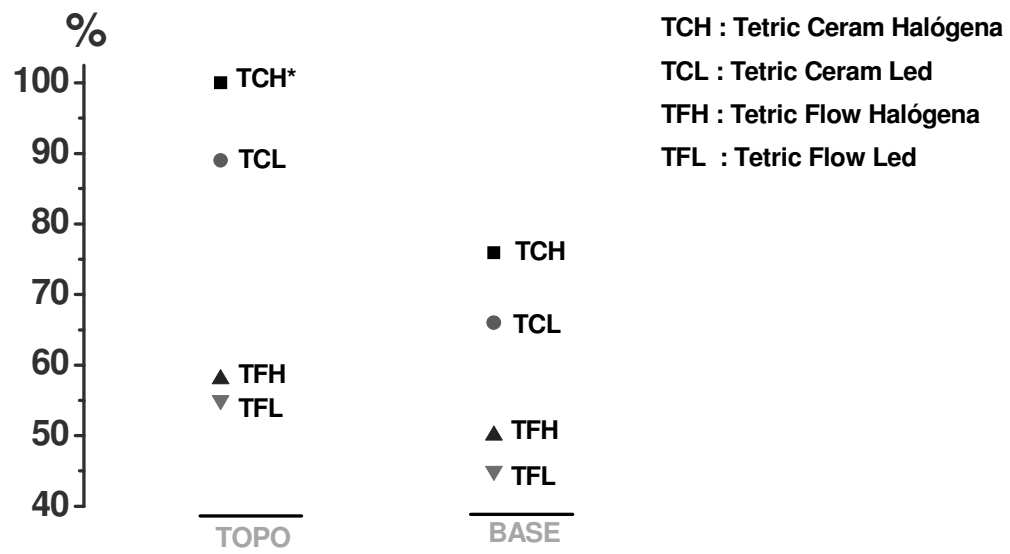 %
100
90
80
70
60
50
40
TCH*
TCL
TFH
TFL
TOPO
TCH
TCL
TFH
TFL
BASE
TCH : Tetric Ceram Halógena
TCL : Tetric Ceram Led
TFH : Tetric Flow Halógena
TFL : Tetric Flow Led